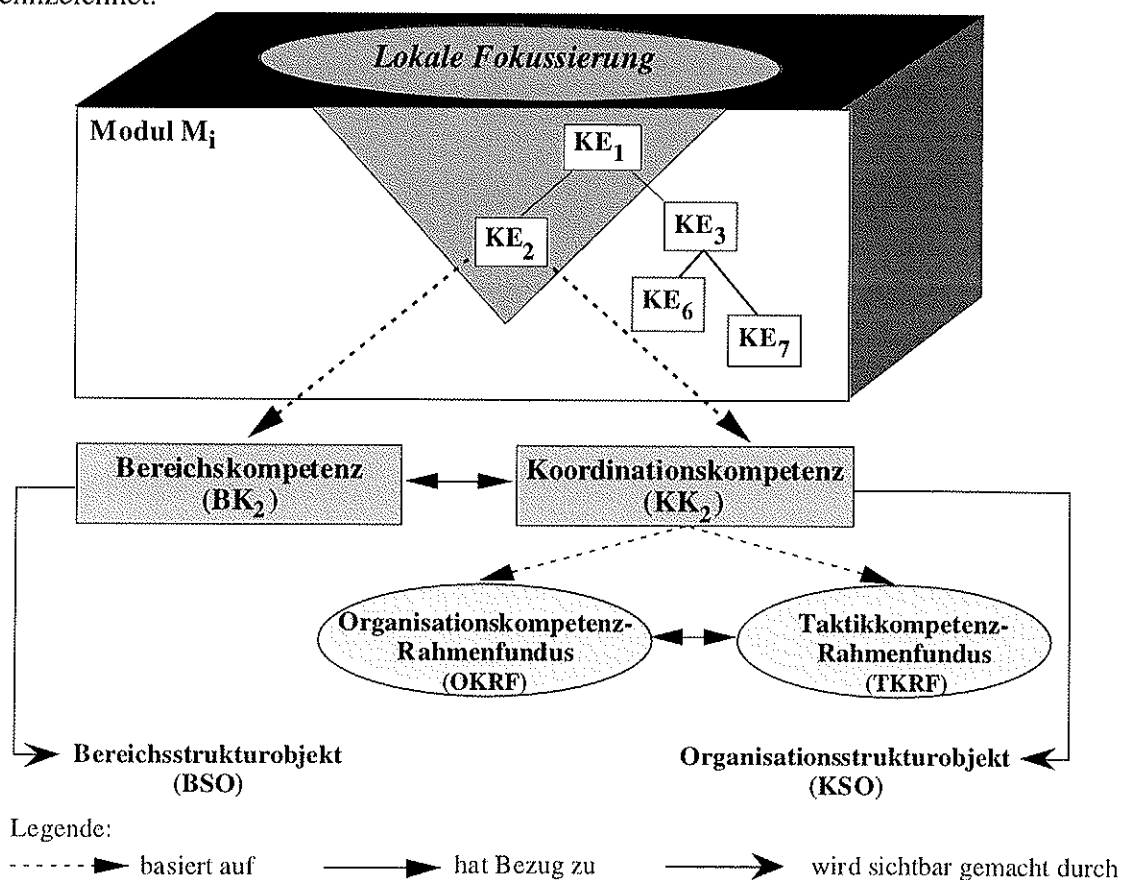 Lokale Fokussierung
Modul Mi
KE1
KE2
KE3
KE6
KE7
Bereichskompetenz
(BK2)
Koordinationskompetenz
(KK2)
Organisationskompetenz-
Rahmenfundus
(OKRF)
Taktikkompetenz-
Rahmenfundus
(TKRF)
Bereichsstrukturobjekt
(BSO)
Organisationsstrukturobjekt
(KSO)
Legende:
basiert auf
hat Bezug zu
wird sichtbar gemacht durch